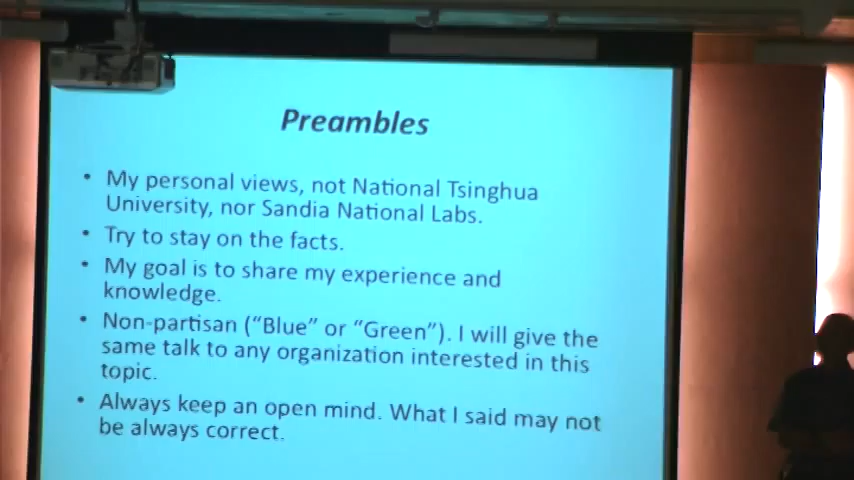 Preambles
• My personal views, not National Tsinghua
University, nor Sandia National Labs.
• Try to stay on the facts.
• My goal is to share my experience and
knowledge.
• Non-partisan (“Blue” or “Green”). I will give the
same talk to any organization interested in this
topic.
• Always keep an open mind. What I said may not
be always correct.